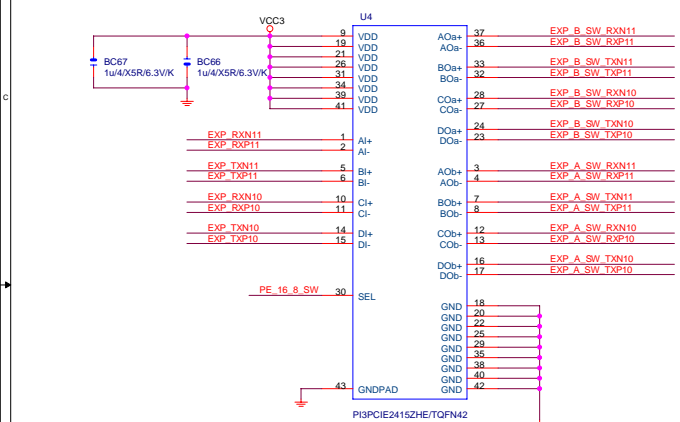 VCC3
U4
BC67
1u/4/X5R/6.3V/K
BC66
1u/4/X5R/6.3V/K
C
9 VDD
19 VDD
21 VDD
26 VDD
31 VDD
34 VDD
39 VDD
41 VDD
EXP_RXN11 1 AI+
EXP_RXP11 2 AI-
EXP_TXN11 5 BI+
EXP_TXP11 6 BI-
EXP_RXN10 10 CI+
EXP_RXP10 11 CI-
EXP_TXN10 14 DI+
EXP_TXP10 15 DI-
PE_16_8_SW 30 SEL
43 GNDPAD
AOa+ 37 EXP_B_SW_RXN11
AOa- 36 EXP_B_SW_RXP11
BOa+ 33 EXP_B_SW_TXN11
BOa- 32 EXP_B_SW_TXP11
COa+ 28 EXP_B_SW_RXN10
COa- 27 EXP_B_SW_RXP10
DOa+ 24 EXP_B_SW_TXN10
DOa- 23 EXP_B_SW_TXP10
AOb+ 3 EXP_A_SW_RXN11
AOb- 4 EXP_A_SW_RXP11
BOb+ 7 EXP_A_SW_TXN11
BOb- 8 EXP_A_SW_TXP11
COb+ 12 EXP_A_SW_RXN10
COb- 13 EXP_A_SW_RXP10
DOb+ 16 EXP_A_SW_TXN10
DOb- 17 EXP_A_SW_TXP10
GND 18
GND 20
GND 22
GND 25
GND 29
GND 35
GND 38
GND 40
GND 42
PI3PCIE2415ZHE/TQFN42